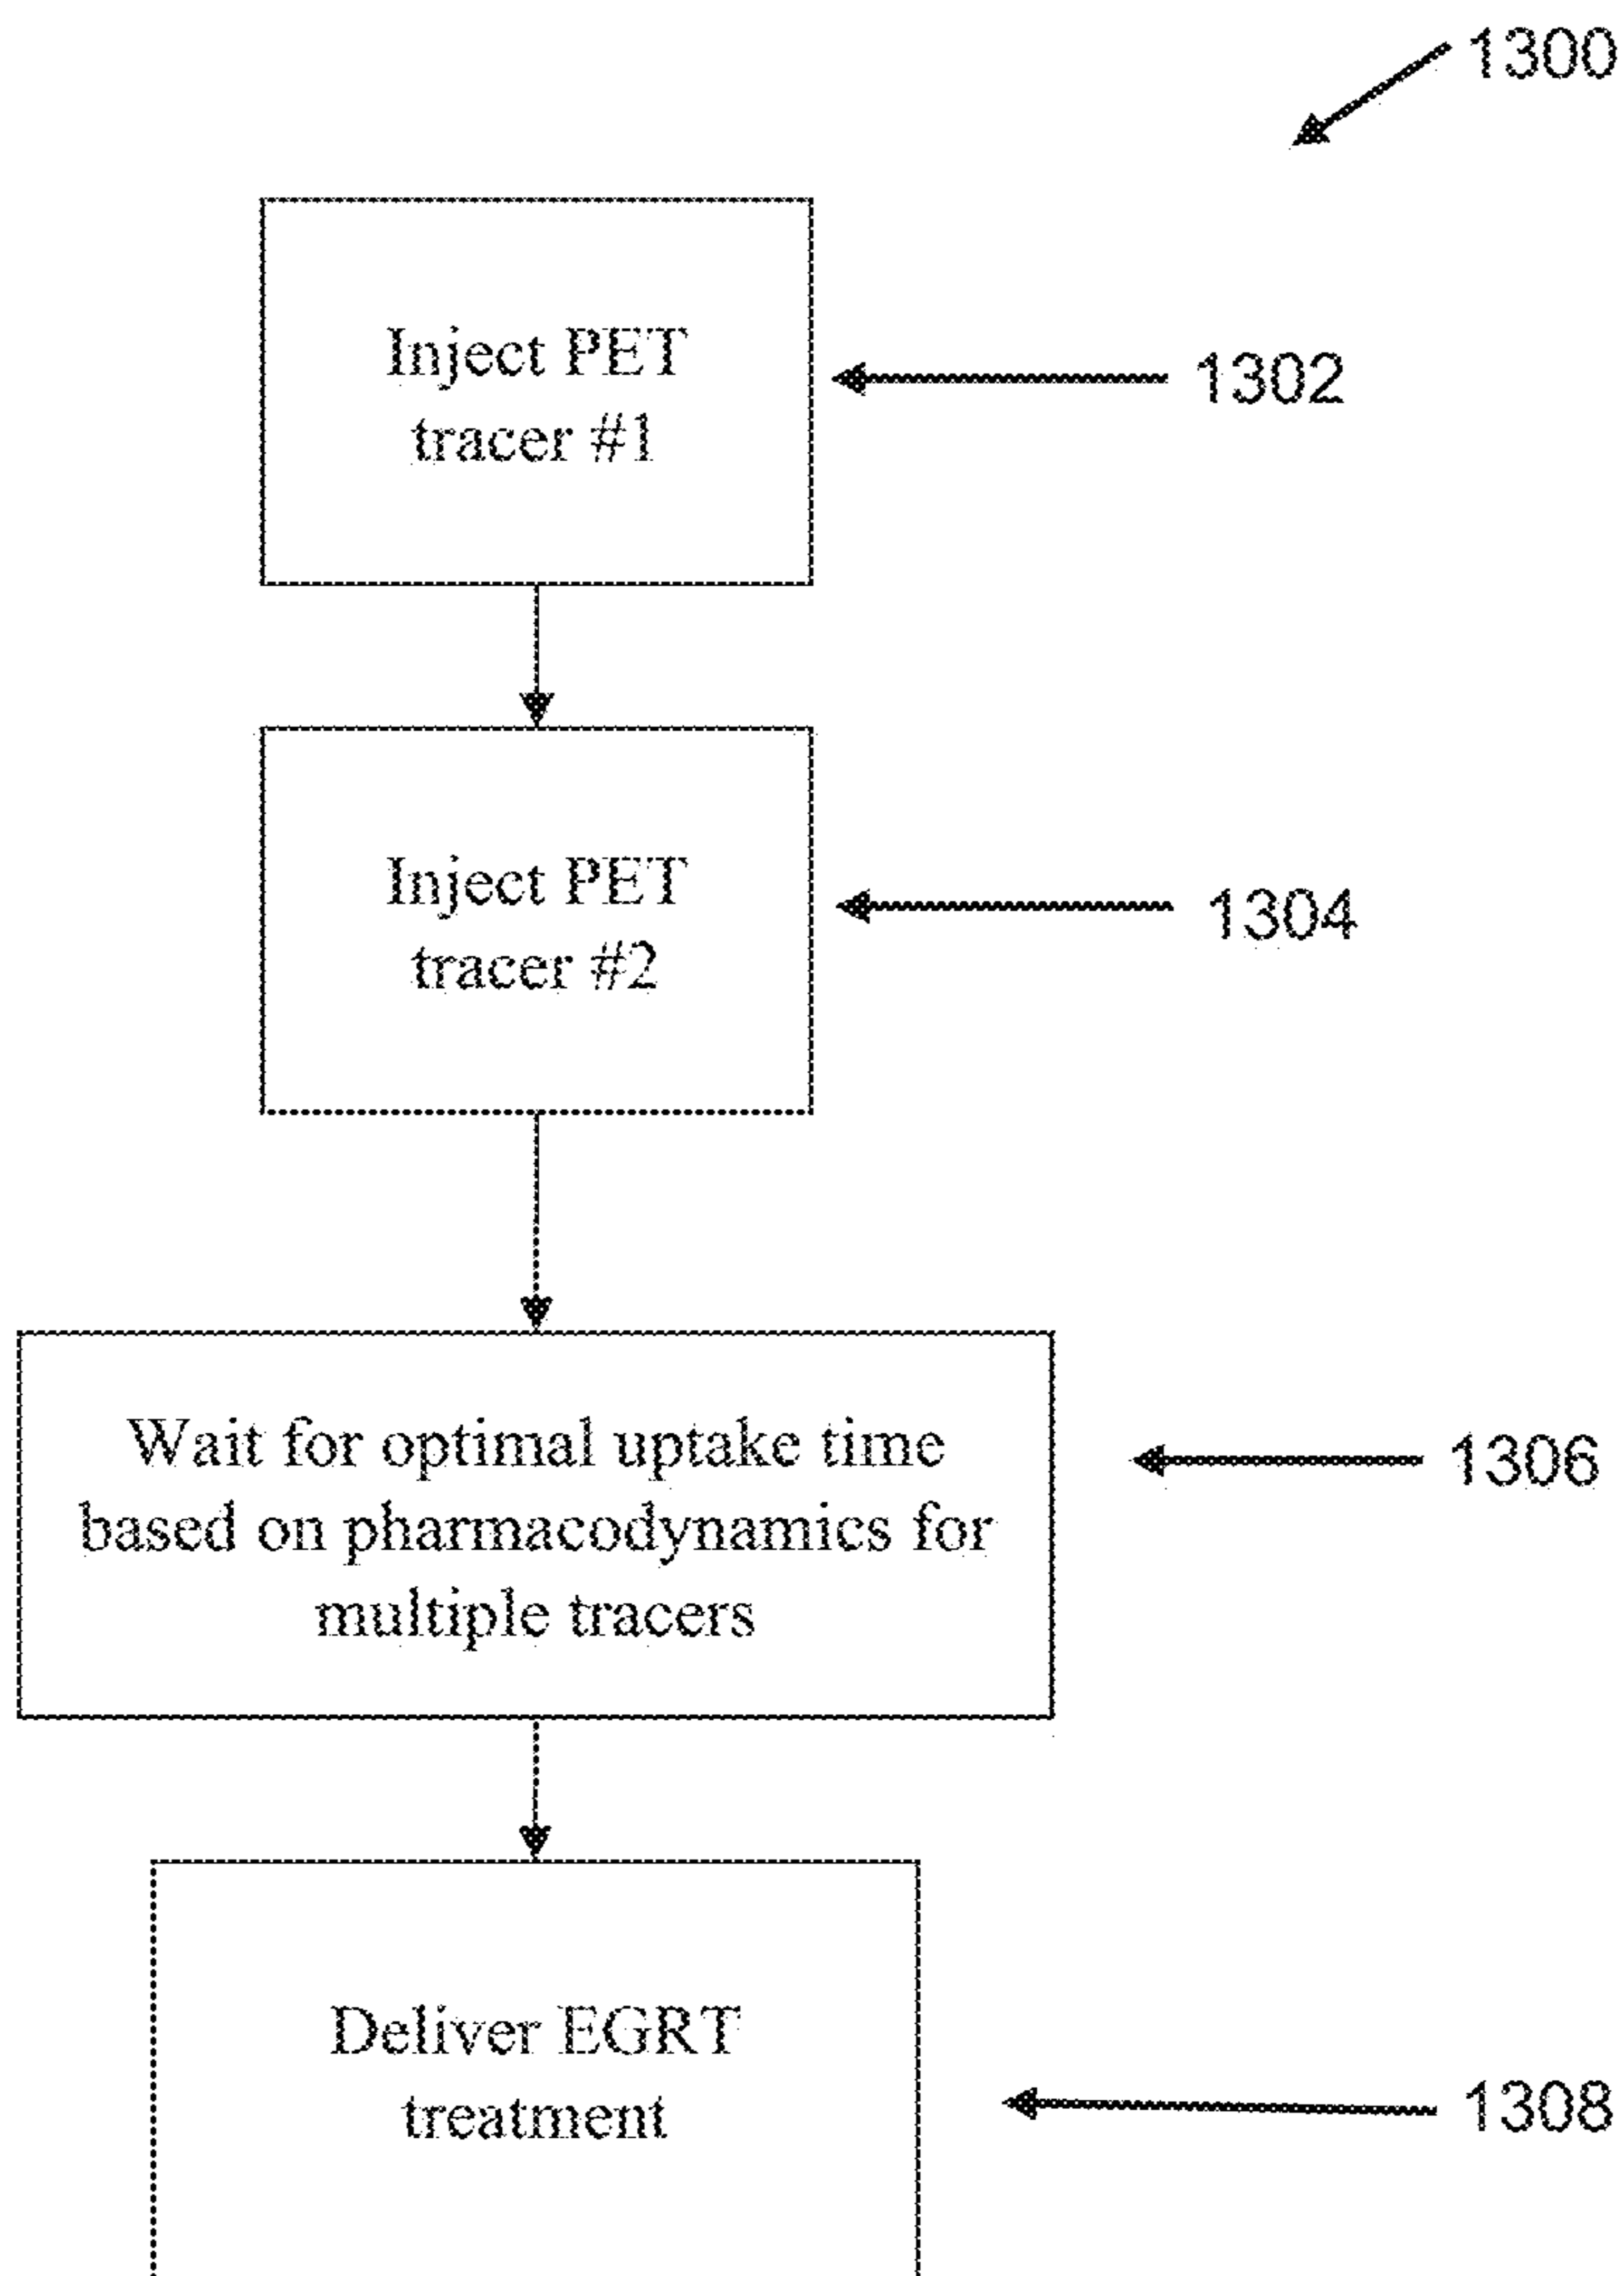 1300
Inject PET
tracer #1
1302
Inject PET
tracer #2
1304
Wait for optimal uptake time
based on pharmacodynamics for
multiple tracers
1306
Deliver EGRT
treatment
1308